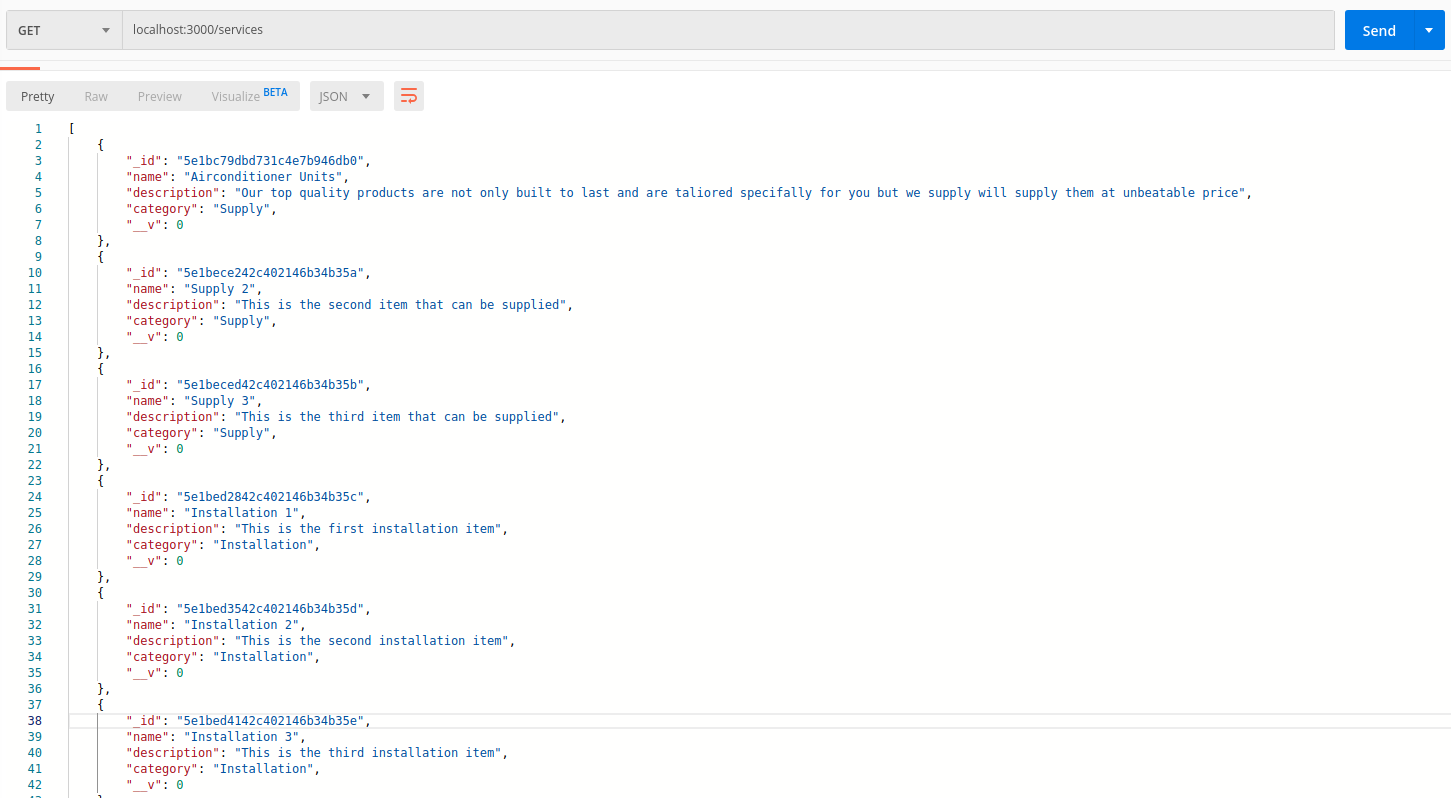 GET localhost:3000/services Send
Pretty Raw Preview Visualize BETA JSON
1 [
2 {
3 "_id": "5e1bc79dbd731c4e7b946db0",
4 "name": "Airconditioner Units",
5 "description": "Our top quality products are not only built to last and are taliored specifally for you but we supply will supply them at unbeatable price",
6 "category": "Supply",
7 "__v": 0
8 },
9 {
10 "_id": "5e1bece242c402146b34b35a",
11 "name": "Supply 2",
12 "description": "This is the second item that can be supplied",
13 "category": "Supply",
14 "__v": 0
15 },
16 {
17 "_id": "5e1beced42c402146b34b35b",
18 "name": "Supply 3",
19 "description": "This is the third item that can be supplied",
20 "category": "Supply",
21 "__v": 0
22 },
23 {
24 "_id": "5e1bed2842c402146b34b35c",
25 "name": "Installation 1",
26 "description": "This is the first installation item",
27 "category": "Installation",
28 "__v": 0
29 },
30 {
31 "_id": "5e1bed3542c402146b34b35d",
32 "name": "Installation 2",
33 "description": "This is the second installation item",
34 "category": "Installation",
35 "__v": 0
36 },
37 {
38 "_id": "5e1bed4142c402146b34b35e",
39 "name": "Installation 3",
40 "description": "This is the third installation item",
41 "category": "Installation",
42 "__v": 0